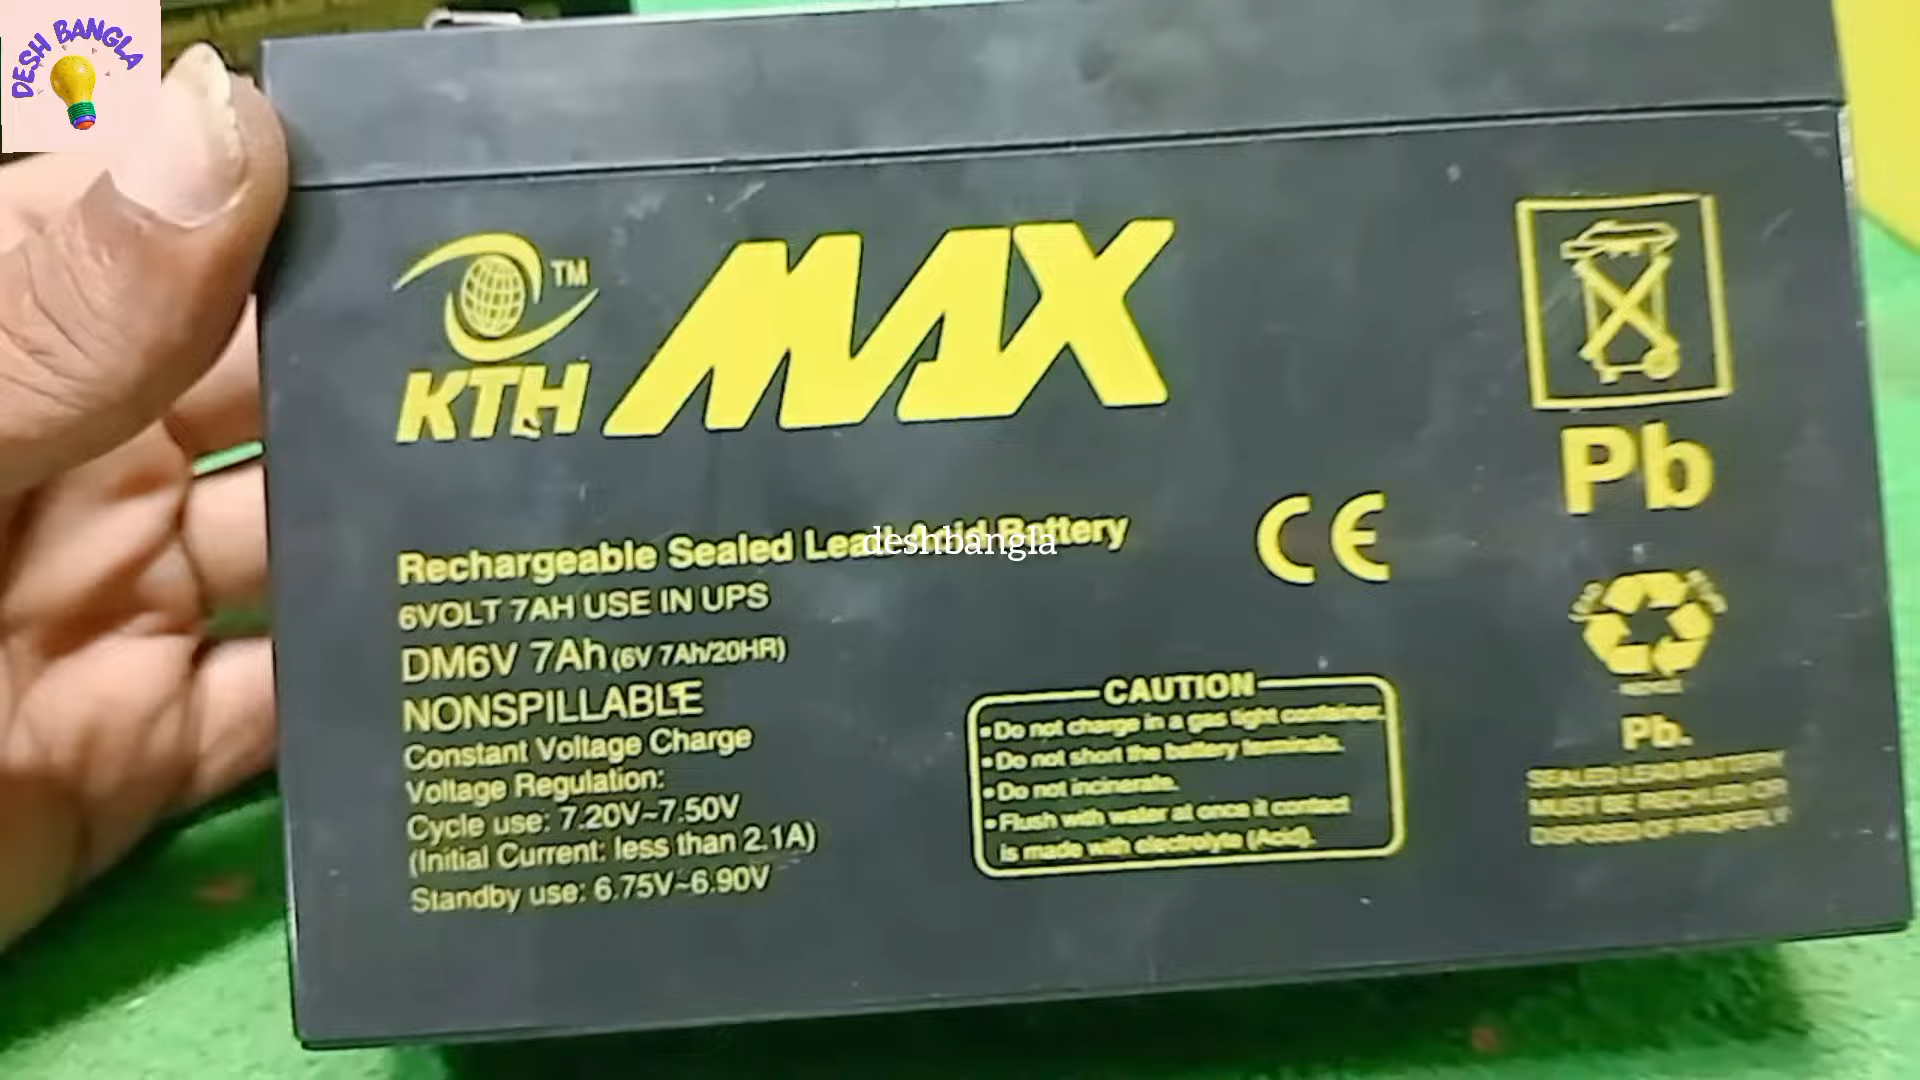 DESH BANGLA
TM
KTH MAX
Pb
Rechargeable Sealed Lead-Acid Battery
deshbangla
CE
6VOLT 7AH USE IN UPS
DM6V 7Ah (6V 7Ah/20HR)
NONSPILLABLE
Constant Voltage Charge
Voltage Regulation:
Cycle use: 7.20V~7.50V
(Initial Current: less than 2.1A)
Standby use: 6.75V~6.90V
CAUTION
• Do not charge in a gas tight container.
• Do not short the battery terminals.
• Do not incinerate.
• Flush with water at once it contact
is made with electrolyte (Acid).
Pb.
SEALED LEAD BATTERY
MUST BE RECYCLED OR
DISPOSED OF PROPERLY